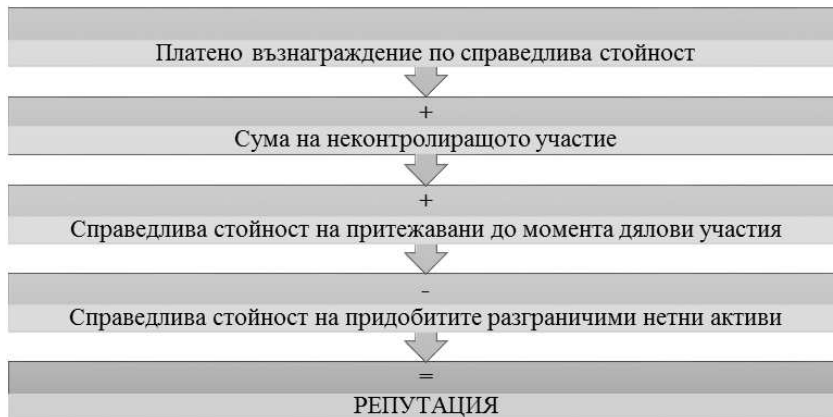 Платено възнаграждение по справедлива стойност
+
Сума на неконтролиращото участие
+
Справедлива стойност на притежавани до момента дялови участия
-
Справедлива стойност на придобитите разграничими нетни активи
=
РЕПУТАЦИЯ